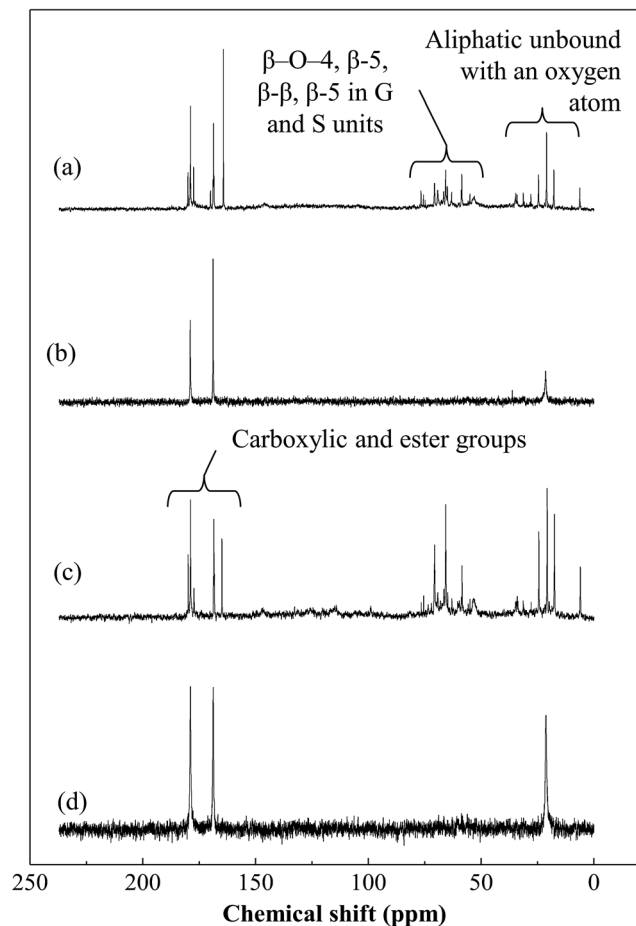 β–O–4, β-5,
β-β, β-5 in G
and S units
Aliphatic unbound
with an oxygen
atom
(a)
(b)
Carboxylic and ester groups
(c)
(d)
250 200 150 100 50 0
Chemical shift (ppm)